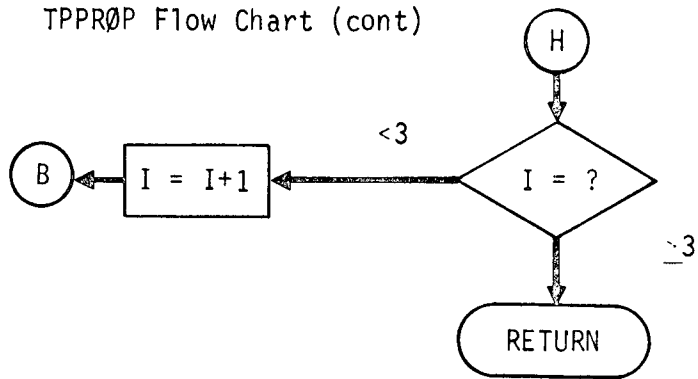 TPPRØP Flow Chart (cont)
H
<3
B
I = I+1
I = ?
≥3
RETURN